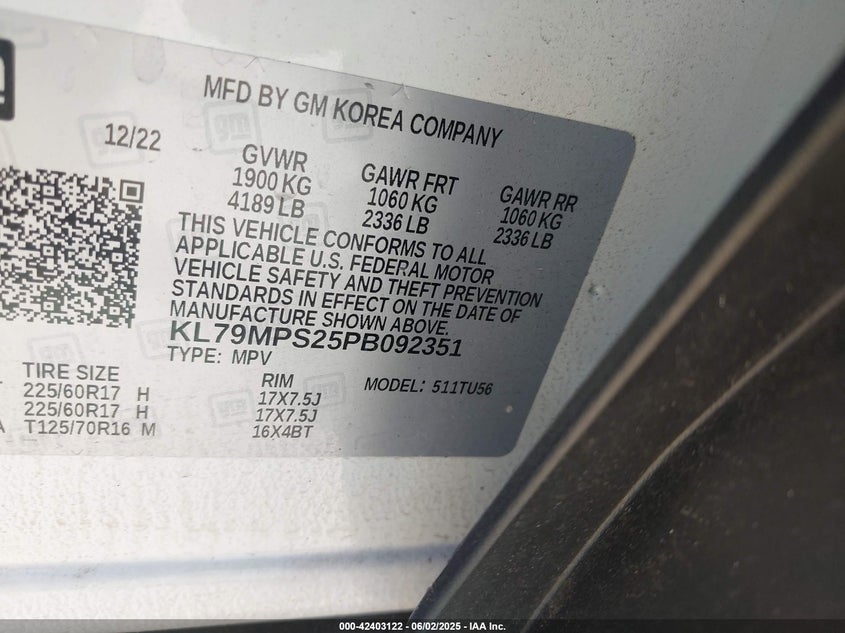 MFD BY GM KOREA COMPANY
12/22
GVWR
1900 KG
4189 LB
GAWR FRT
1060 KG
2336 LB
GAWR RR
1060 KG
2336 LB
THIS VEHICLE CONFORMS TO ALL
APPLICABLE U.S. FEDERAL MOTOR
VEHICLE SAFETY AND THEFT PREVENTION
STANDARDS IN EFFECT ON THE DATE OF
MANUFACTURE SHOWN ABOVE.
KL79MPS25PB092351
TYPE: MPV
MODEL: 511TU56
TIRE SIZE
225/60R17 H
225/60R17 H
T125/70R16 M
RIM
17X7.5J
17X7.5J
16X4BT
000-42403122 - 06/02/2025 - IAA Inc.